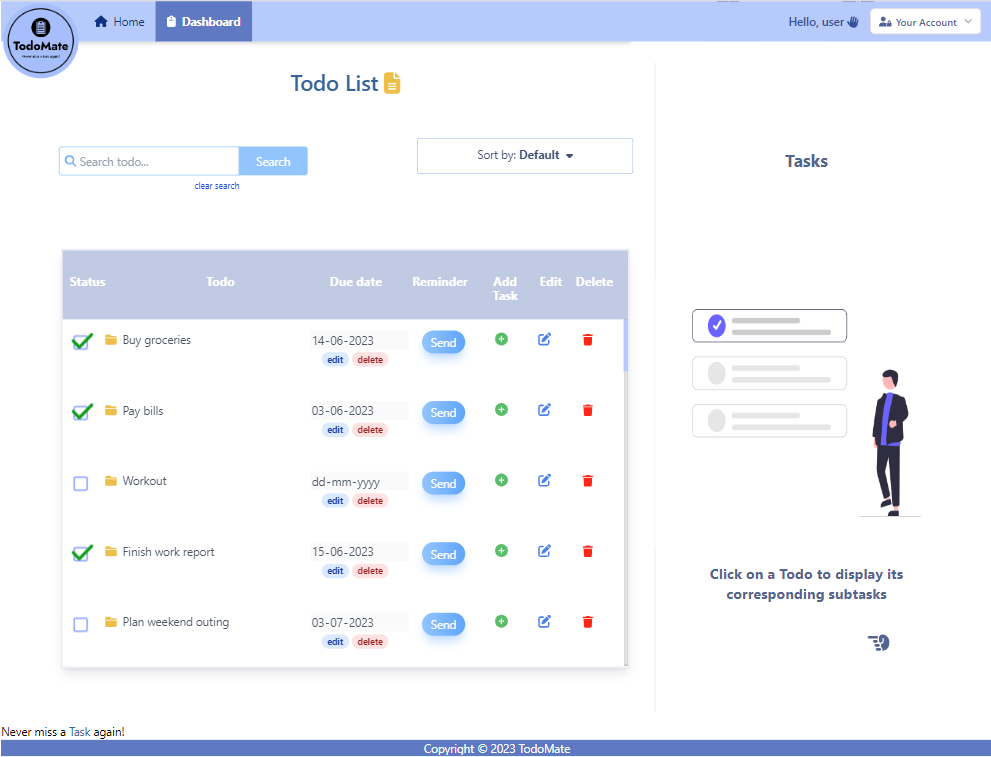 Home
Dashboard
Hello, user
Your Account
TodoMate
Never miss a task again!
Todo List
Search todo...
Search
clear search
Sort by: Default
Tasks
Status Todo Due date Reminder Add Task Edit Delete
Buy groceries 14-06-2023 Send
edit delete
Pay bills 03-06-2023 Send
edit delete
Workout dd-mm-yyyy Send
edit delete
Finish work report 15-06-2023 Send
edit delete
Plan weekend outing 03-07-2023 Send
edit delete
Click on a Todo to display its
corresponding subtasks
Never miss a Task again!
Copyright © 2023 TodoMate